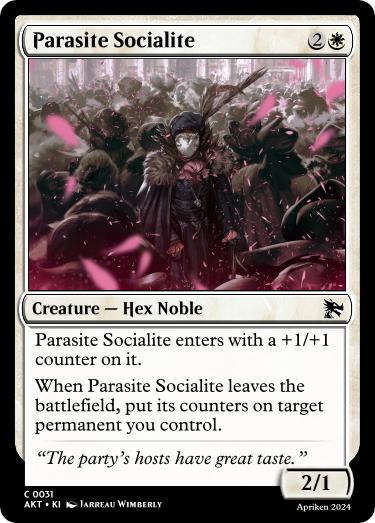 Parasite Socialite 2
Creature — Hex Noble
Parasite Socialite enters with a +1/+1
counter on it.
When Parasite Socialite leaves the
battlefield, put its counters on target
permanent you control.
“The party’s hosts have great taste.”
2/1
C 0031
AKT • KI Jarreau Wimberly
Apriken 2024